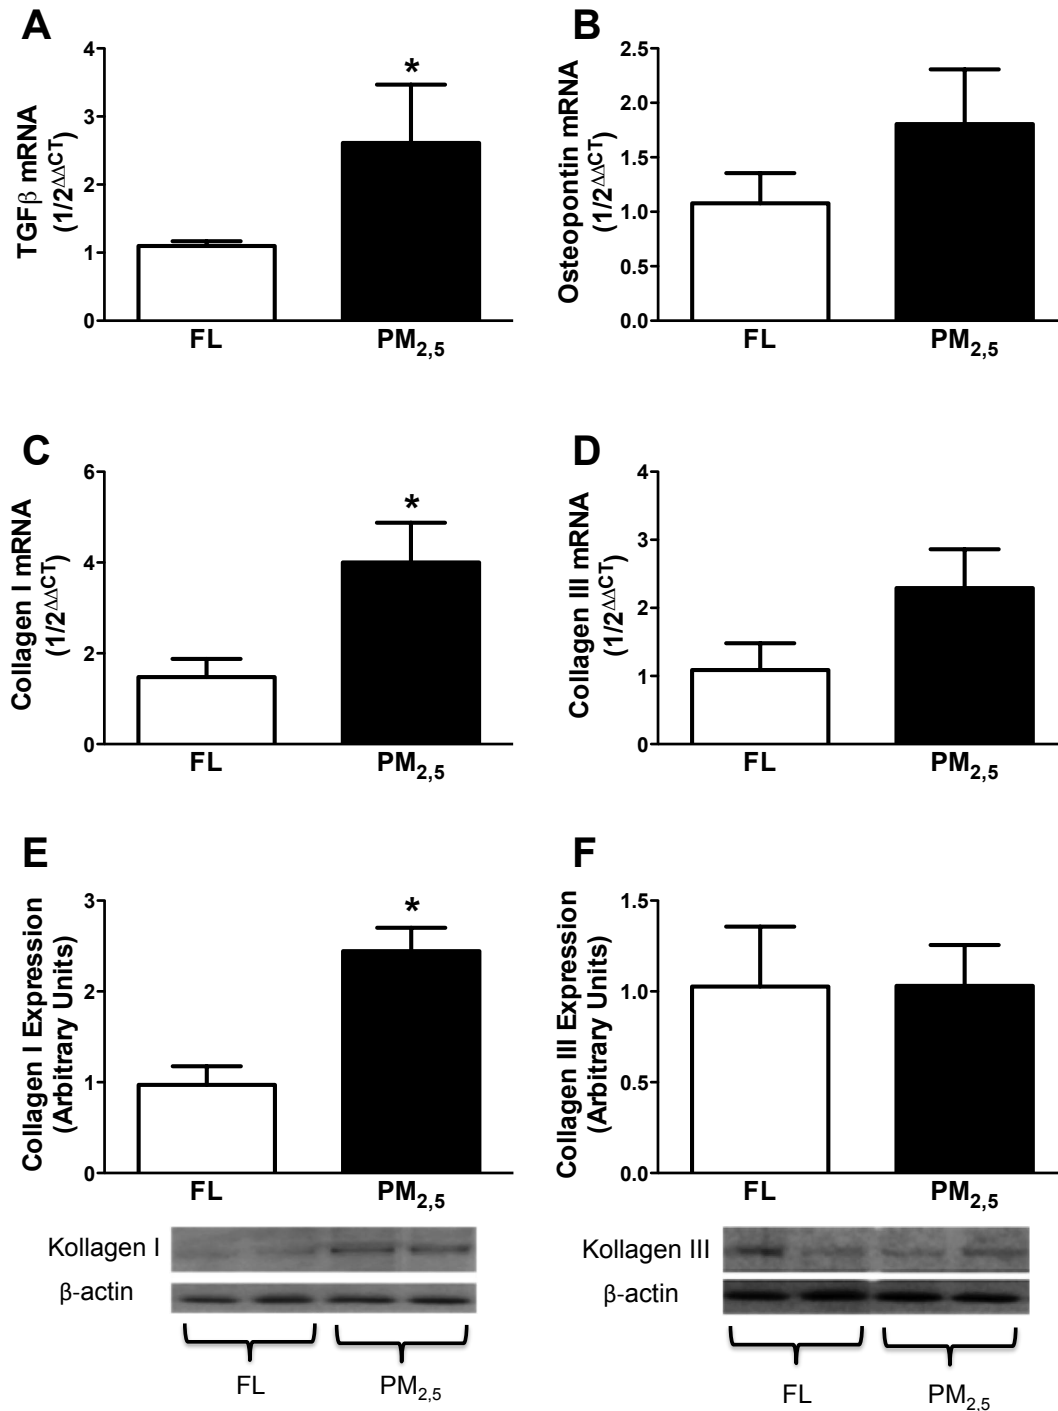 A
TGFβ mRNA
(1/2ΔΔCT)
4
3
2
1
0
*
FL
PM2,5
B
Osteopontin mRNA
(1/2ΔΔCT)
2.5
2.0
1.5
1.0
0.5
0.0
FL
PM2,5
C
Collagen I mRNA
(1/2ΔΔCT)
6
4
2
0
*
FL
PM2,5
D
Collagen III mRNA
(1/2ΔΔCT)
4
3
2
1
0
FL
PM2,5
E
Collagen I Expression
(Arbitrary Units)
3
2
1
0
*
FL
PM2,5
Kollagen I
β-actin
FL
PM2,5
F
Collagen III Expression
(Arbitrary Units)
1.5
1.0
0.5
0.0
FL
PM2,5
Kollagen III
β-actin
FL
PM2,5